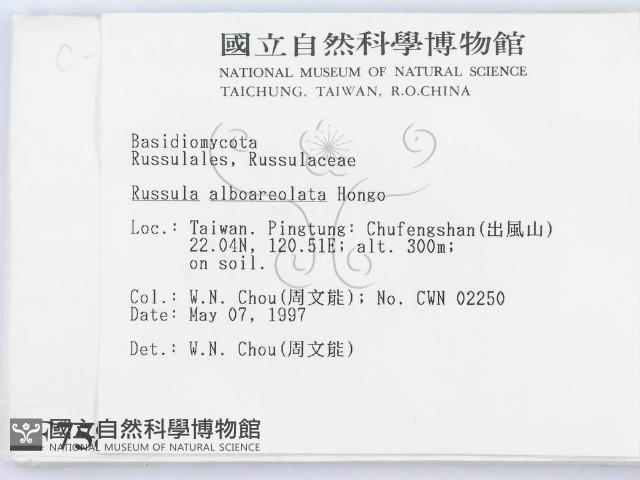 C-
國立自然科學博物館
NATIONAL MUSEUM OF NATURAL SCIENCE
TAICHUNG, TAIWAN, R.O.CHINA
Basidiomycota
Russulales, Russulaceae
Russula alboareolata Hongo
Loc.: Taiwan. Pingtung: Chufengshan(出風山)
22.04N, 120.51E; alt. 300m;
on soil.
Col.: W.N. Chou(周文能); No. CWN 02250
Date: May 07, 1997
Det.: W.N. Chou(周文能)
國立自然科學博物館
NATIONAL MUSEUM OF NATURAL SCIENCE